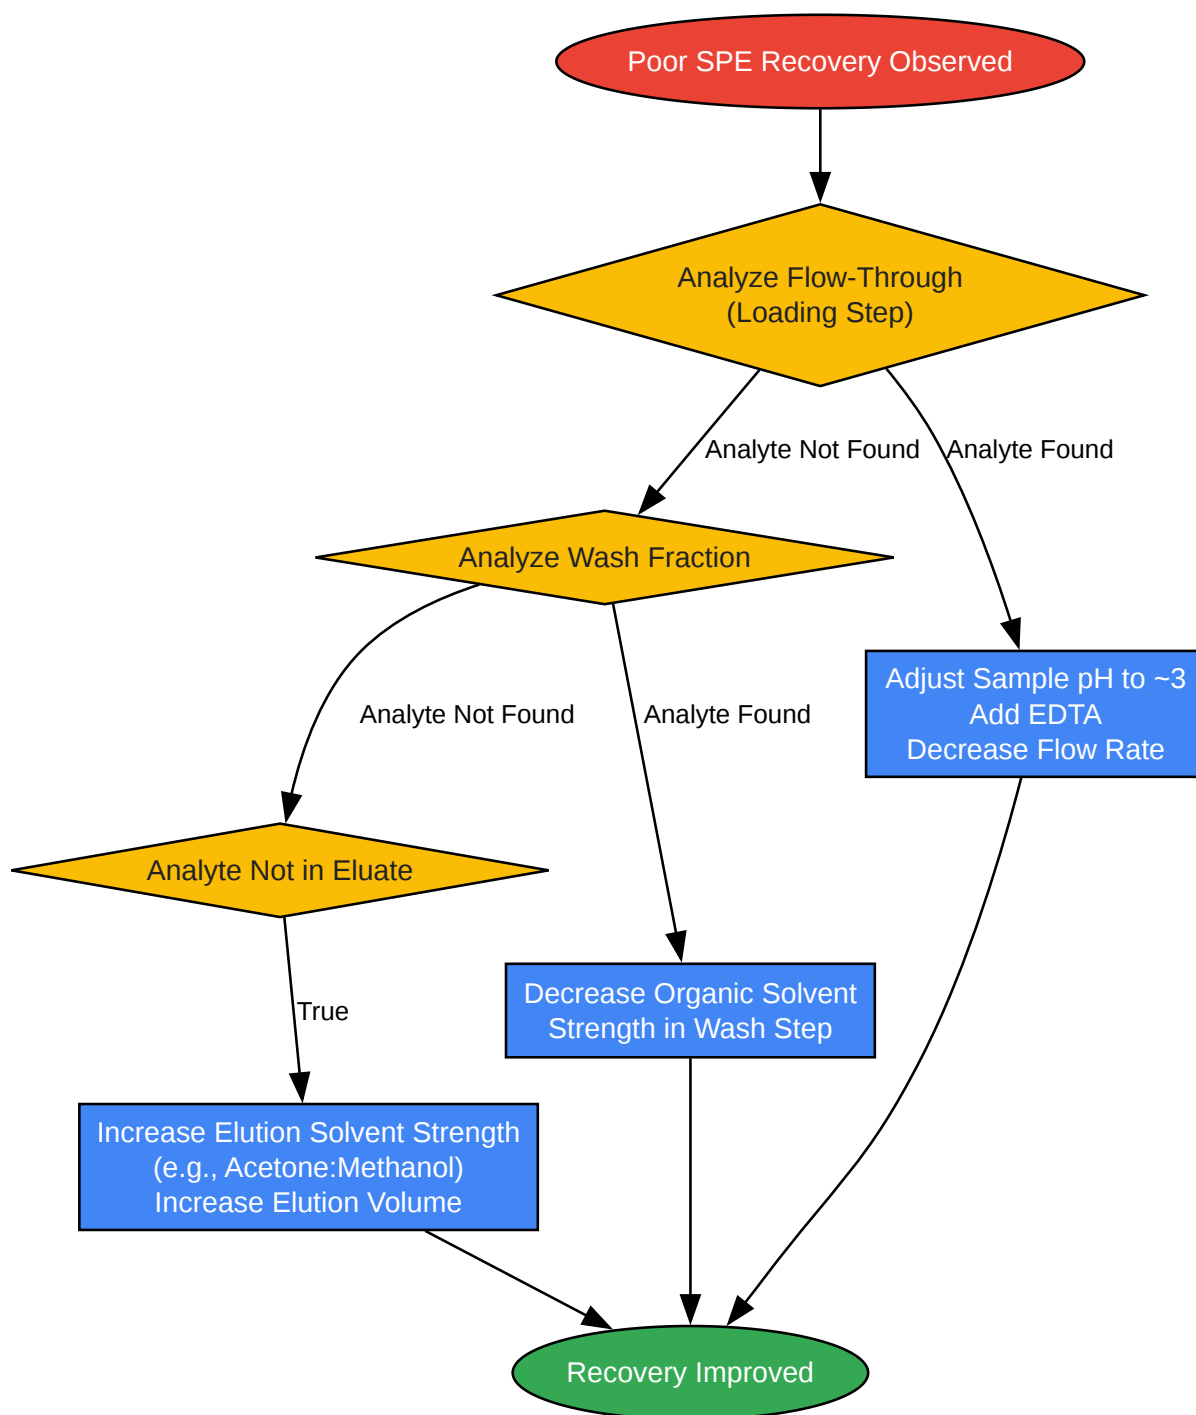 Poor SPE Recovery Observed
Analyze Flow-Through
(Loading Step)
Analyte Not Found
Analyte Found
Analyze Wash Fraction
Adjust Sample pH to ~3
Add EDTA
Decrease Flow Rate
Analyte Not Found
Analyte Found
Analyte Not in Eluate
Decrease Organic Solvent
Strength in Wash Step
True
Increase Elution Solvent Strength
(e.g., Acetone:Methanol)
Increase Elution Volume
Recovery Improved